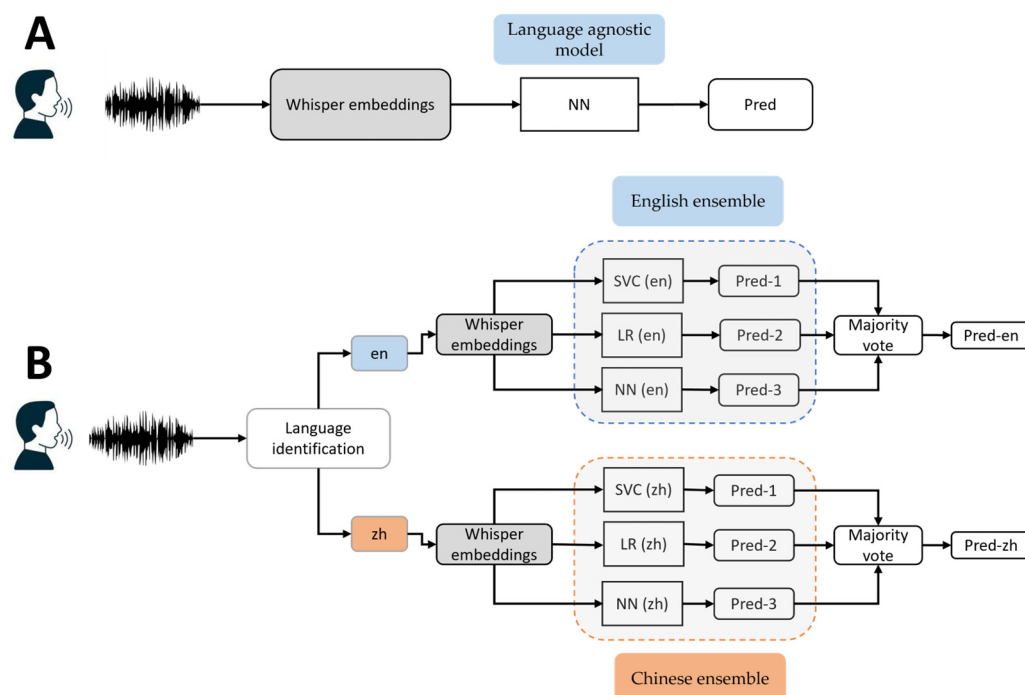 A
Language agnostic
model
Whisper embeddings
NN
Pred
English ensemble
SVC (en)
Pred-1
Whisper
embeddings
LR (en)
Pred-2
Majority
vote
Pred-en
en
NN (en)
Pred-3
B
Language
identification
SVC (zh)
Pred-1
zh
Whisper
embeddings
LR (zh)
Pred-2
Majority
vote
Pred-zh
NN (zh)
Pred-3
Chinese ensemble